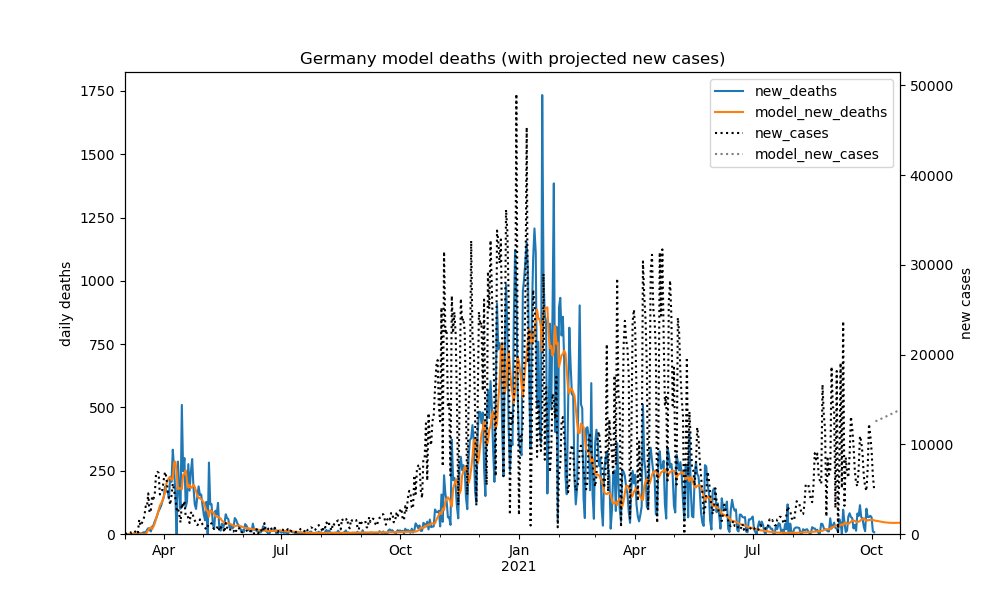 Germany model deaths (with projected new cases)
new_deaths
model_new_deaths
new_cases
model_new_cases
daily deaths
1750
1500
1250
1000
750
500
250
0
new cases
50000
40000
30000
20000
10000
0
Apr
Jul
Oct
Jan
2021
Apr
Jul
Oct